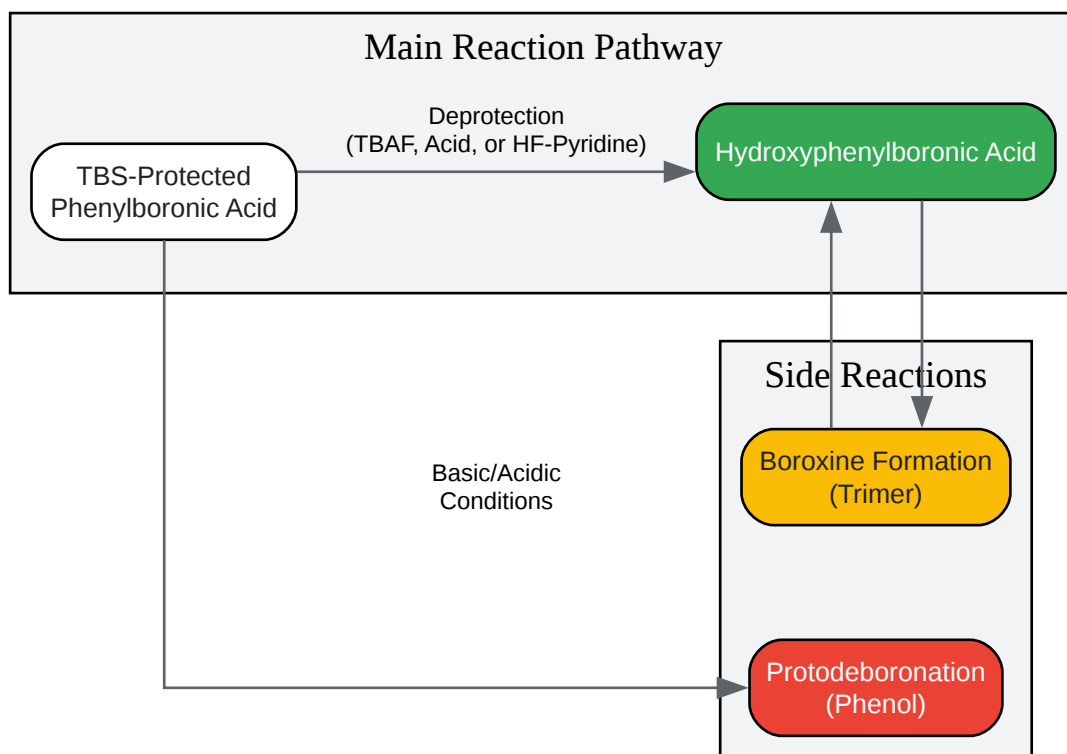 Main Reaction Pathway
Deprotection
(TBAF, Acid, or HF-Pyridine)
TBS-Protected
Phenylboronic Acid
Hydroxyphenylboronic Acid
Side Reactions
Boroxine Formation
(Trimer)
Basic/Acidic
Conditions
Protodeboronation
(Phenol)